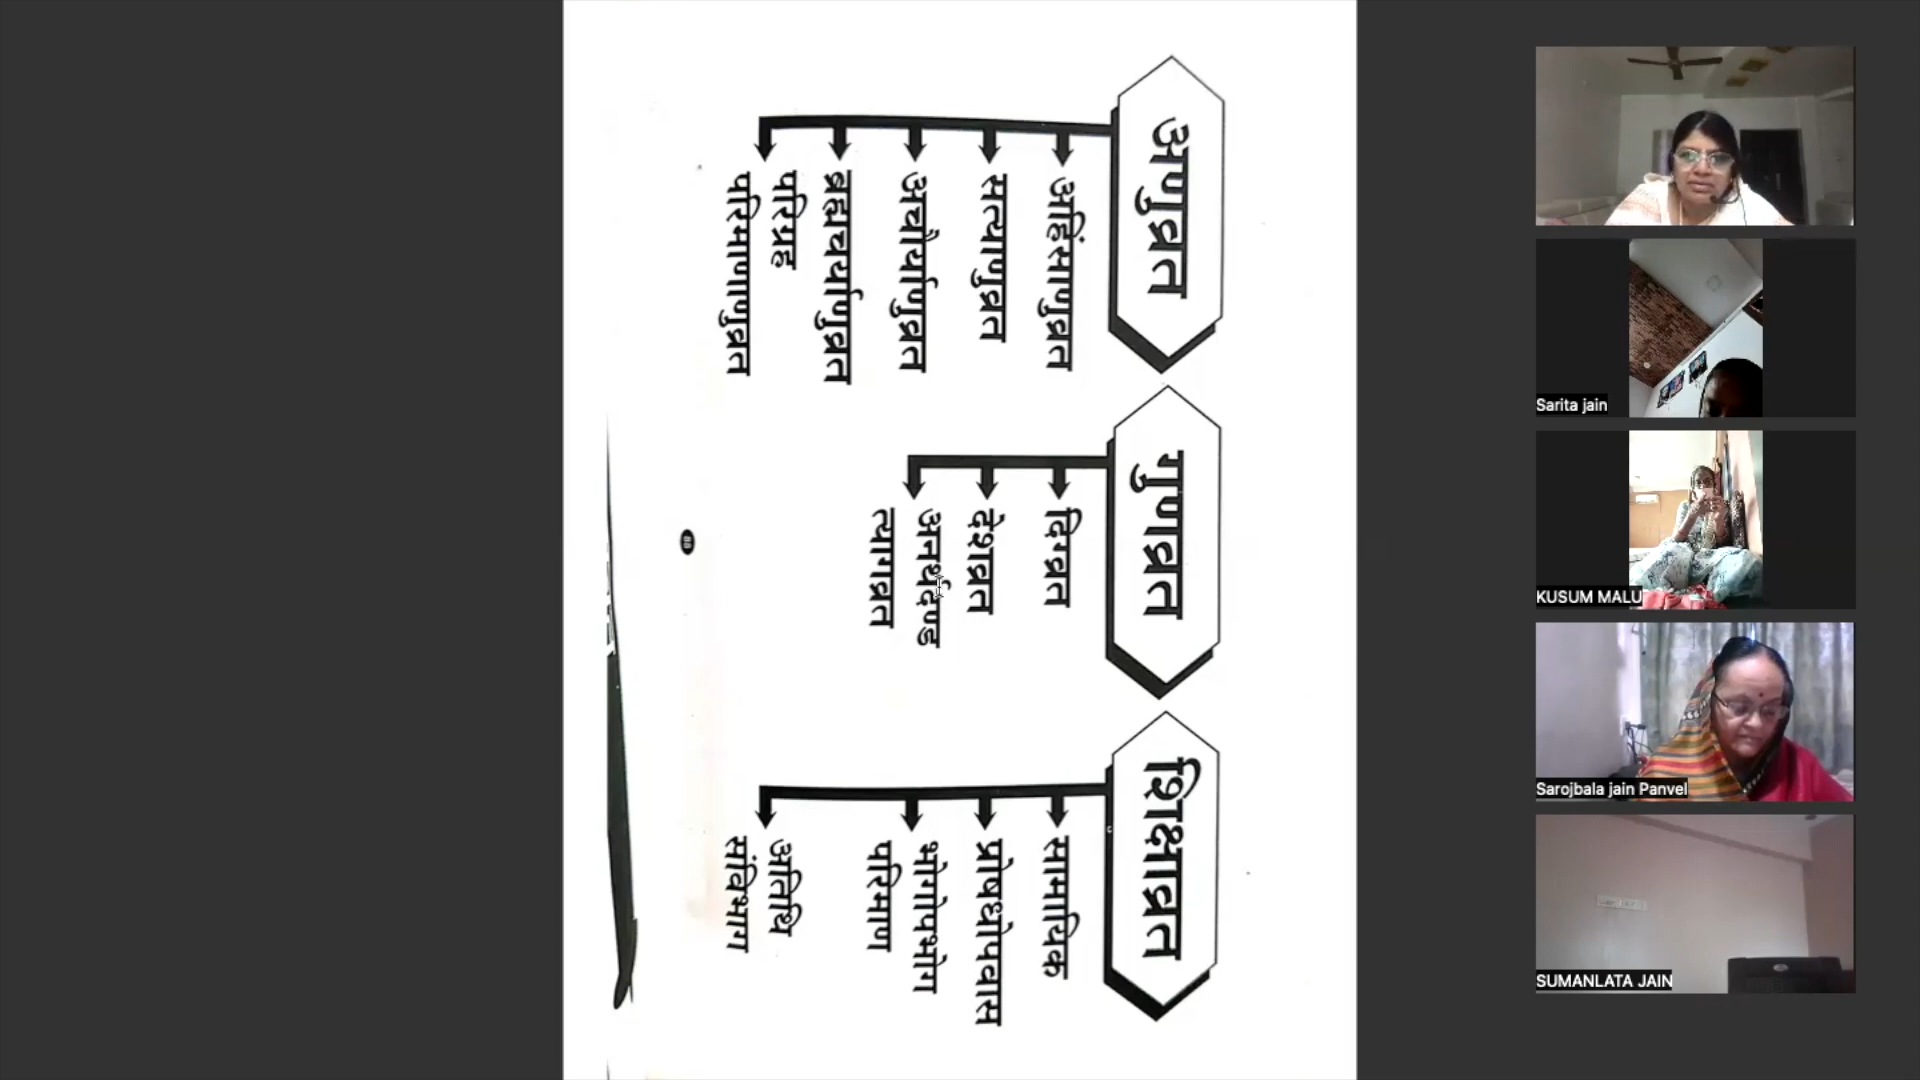 अणुव्रत
अहिंसाणुव्रत
सत्याणुव्रत
अचौर्याणुव्रत
ब्रह्मचर्याणुव्रत
परिग्रह
परिमाणाणुव्रत
गुणव्रत
दिग्व्रत
देशव्रत
अनर्थदण्ड
त्यागव्रत
शिक्षाव्रत
सामायिक
प्रोषधोपवास
भोगोपभोग
परिमाण
अतिथि
संविभाग
Sarita jain
KUSUM MALU
Sarojbala jain Panvel
SUMANLATA JAIN